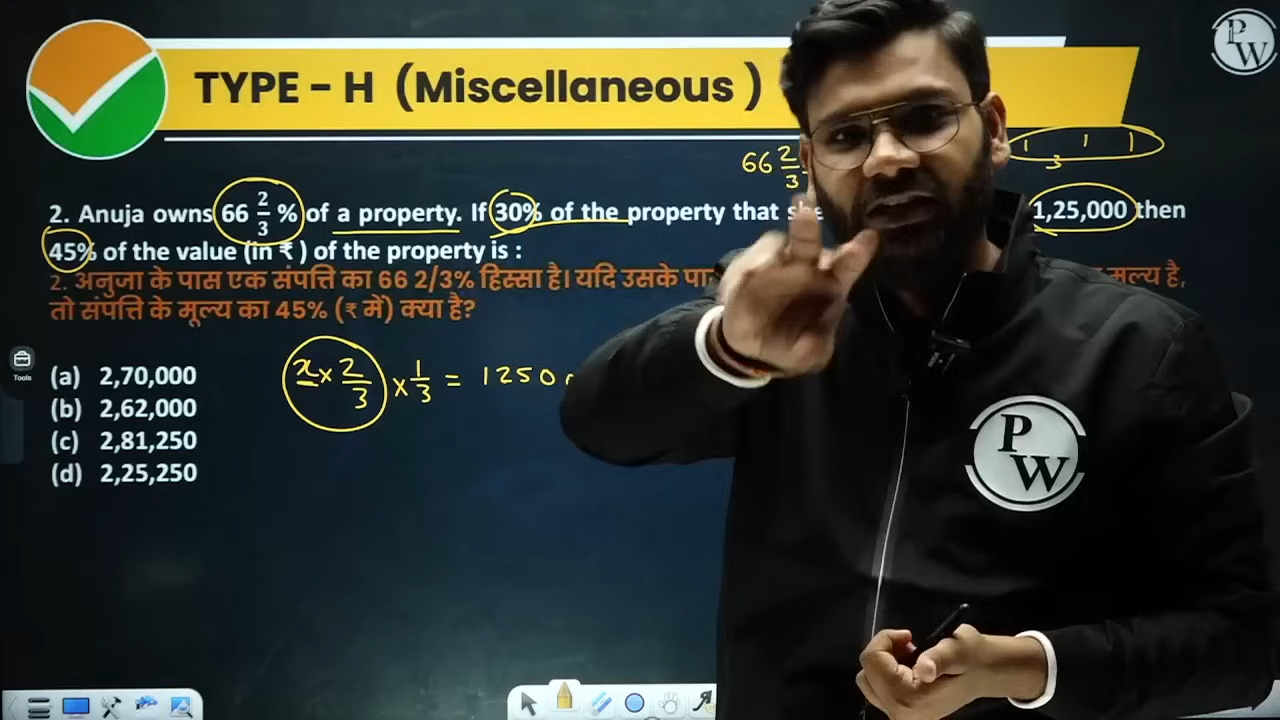 P
W
TYPE - H (Miscellaneous )
66 2/3
1 1 1
3
2. Anuja owns 66 2/3 % of a property. If 30% of the property that she 1,25,000 then
45% of the value (in ₹ ) of the property is :
2. अनुजा के पास एक संपत्ति का 66 2/3% हिस्सा है। यदि उसके मूल्य है,
तो संपत्ति के मूल्य का 45% (₹ में) क्या है?
x × 2/3 × 1/3 = 1250
Tools
(a) 2,70,000
(b) 2,62,000
(c) 2,81,250
(d) 2,25,250
P
W